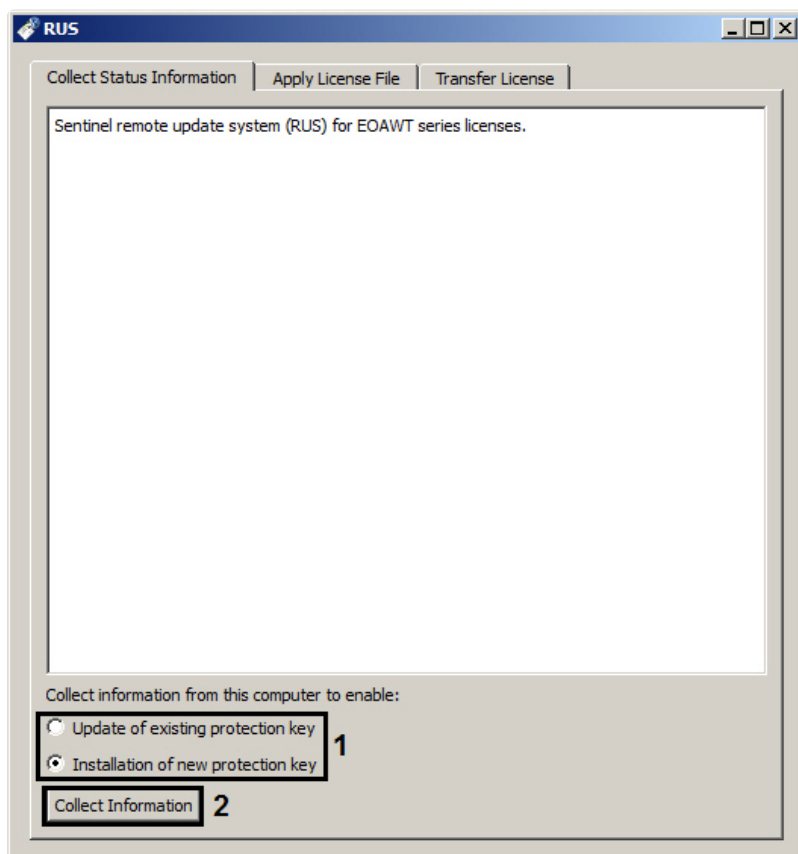 RUS
Collect Status Information Apply License File Transfer License
Sentinel remote update system (RUS) for EOAWT series licenses.
Collect information from this computer to enable:
Update of existing protection key
1
Installation of new protection key
Collect Information 2